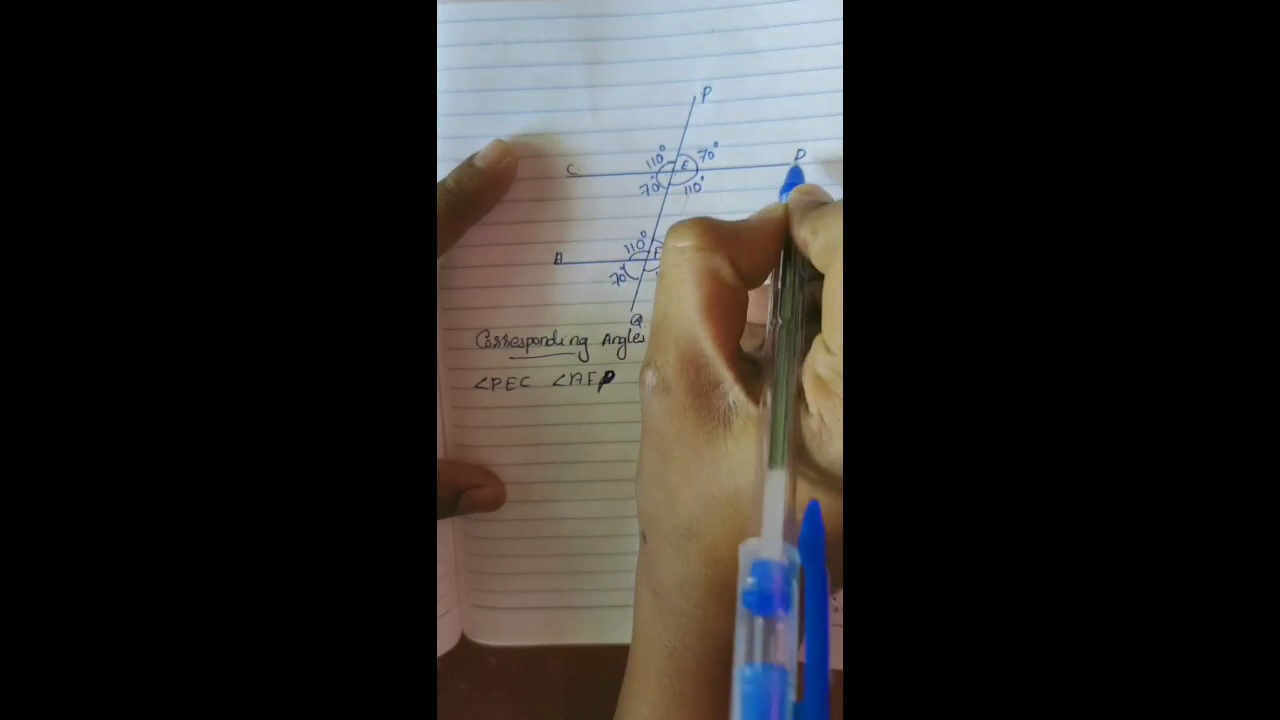 P
110° 70° D
C E
70° 110°
110°
A F
70°
Q
Corresponding Angles
∠PEC ∠AFP